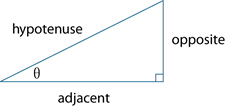 hypotenuse
opposite
θ
adjacent